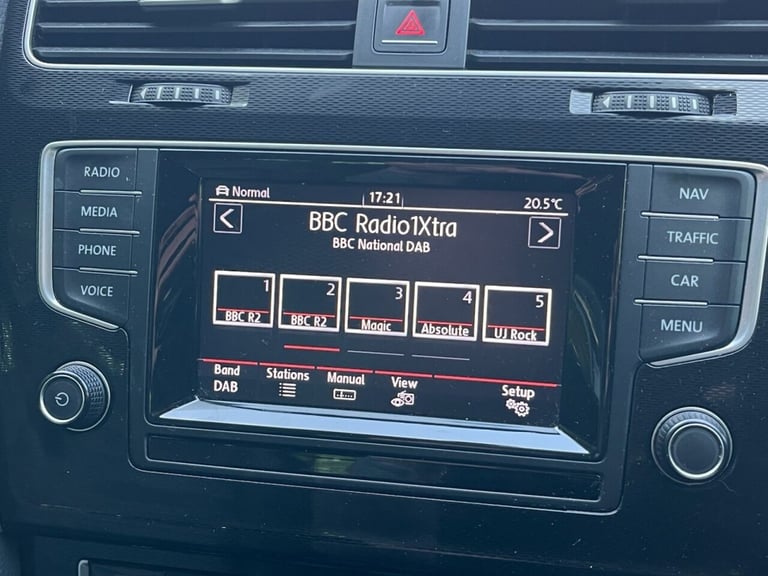 RADIO
MEDIA
PHONE
VOICE
Normal
17:21
20.5°C
<
BBC Radio1Xtra
>
BBC National DAB
1
BBC R2
2
BBC R2
3
Magic
4
Absolute
5
UJ Rock
Band
DAB
Stations
Manual
View
Setup
NAV
TRAFFIC
CAR
MENU